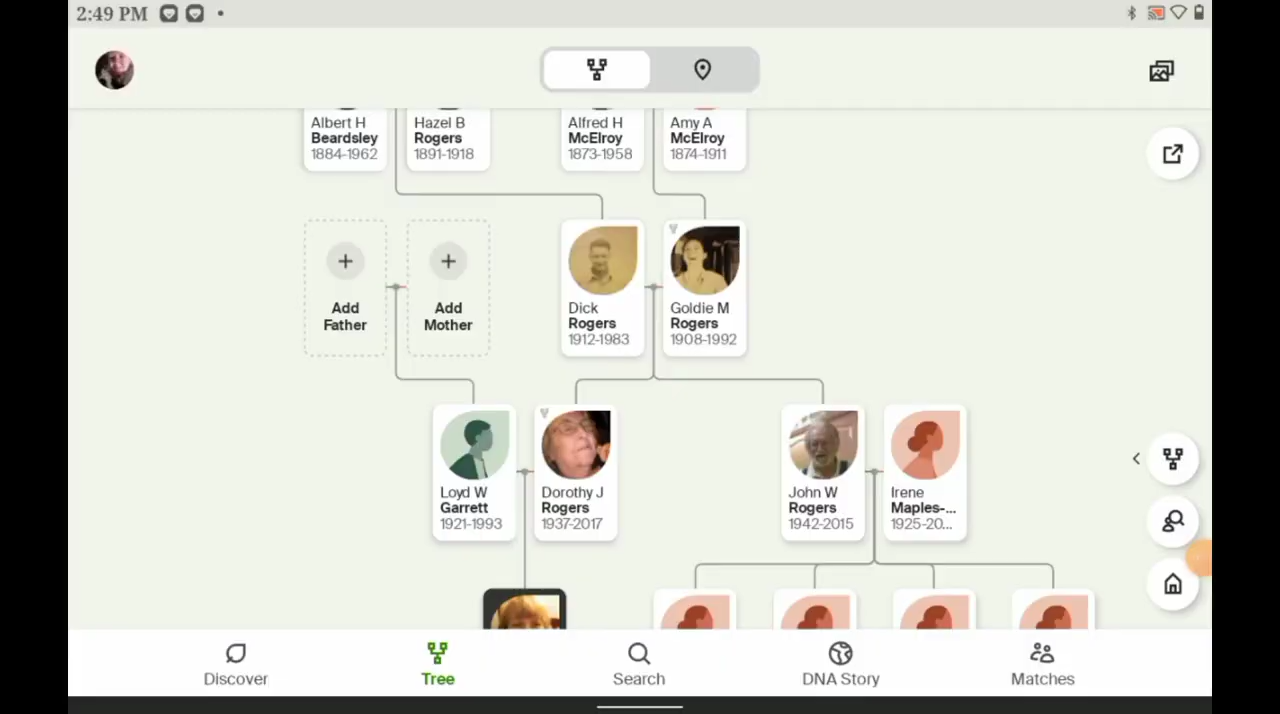 2:49 PM
Albert H
Beardsley
1884-1962
Hazel B
Rogers
1891-1918
Alfred H
McElroy
1873-1958
Amy A
McElroy
1874-1911
Add
Father
Add
Mother
Dick
Rogers
1912-1983
Goldie M
Rogers
1908-1992
Loyd W
Garrett
1921-1993
Dorothy J
Rogers
1937-2017
John W
Rogers
1942-2015
Irene
Maples-...
1925-20...
Discover
Tree
Search
DNA Story
Matches